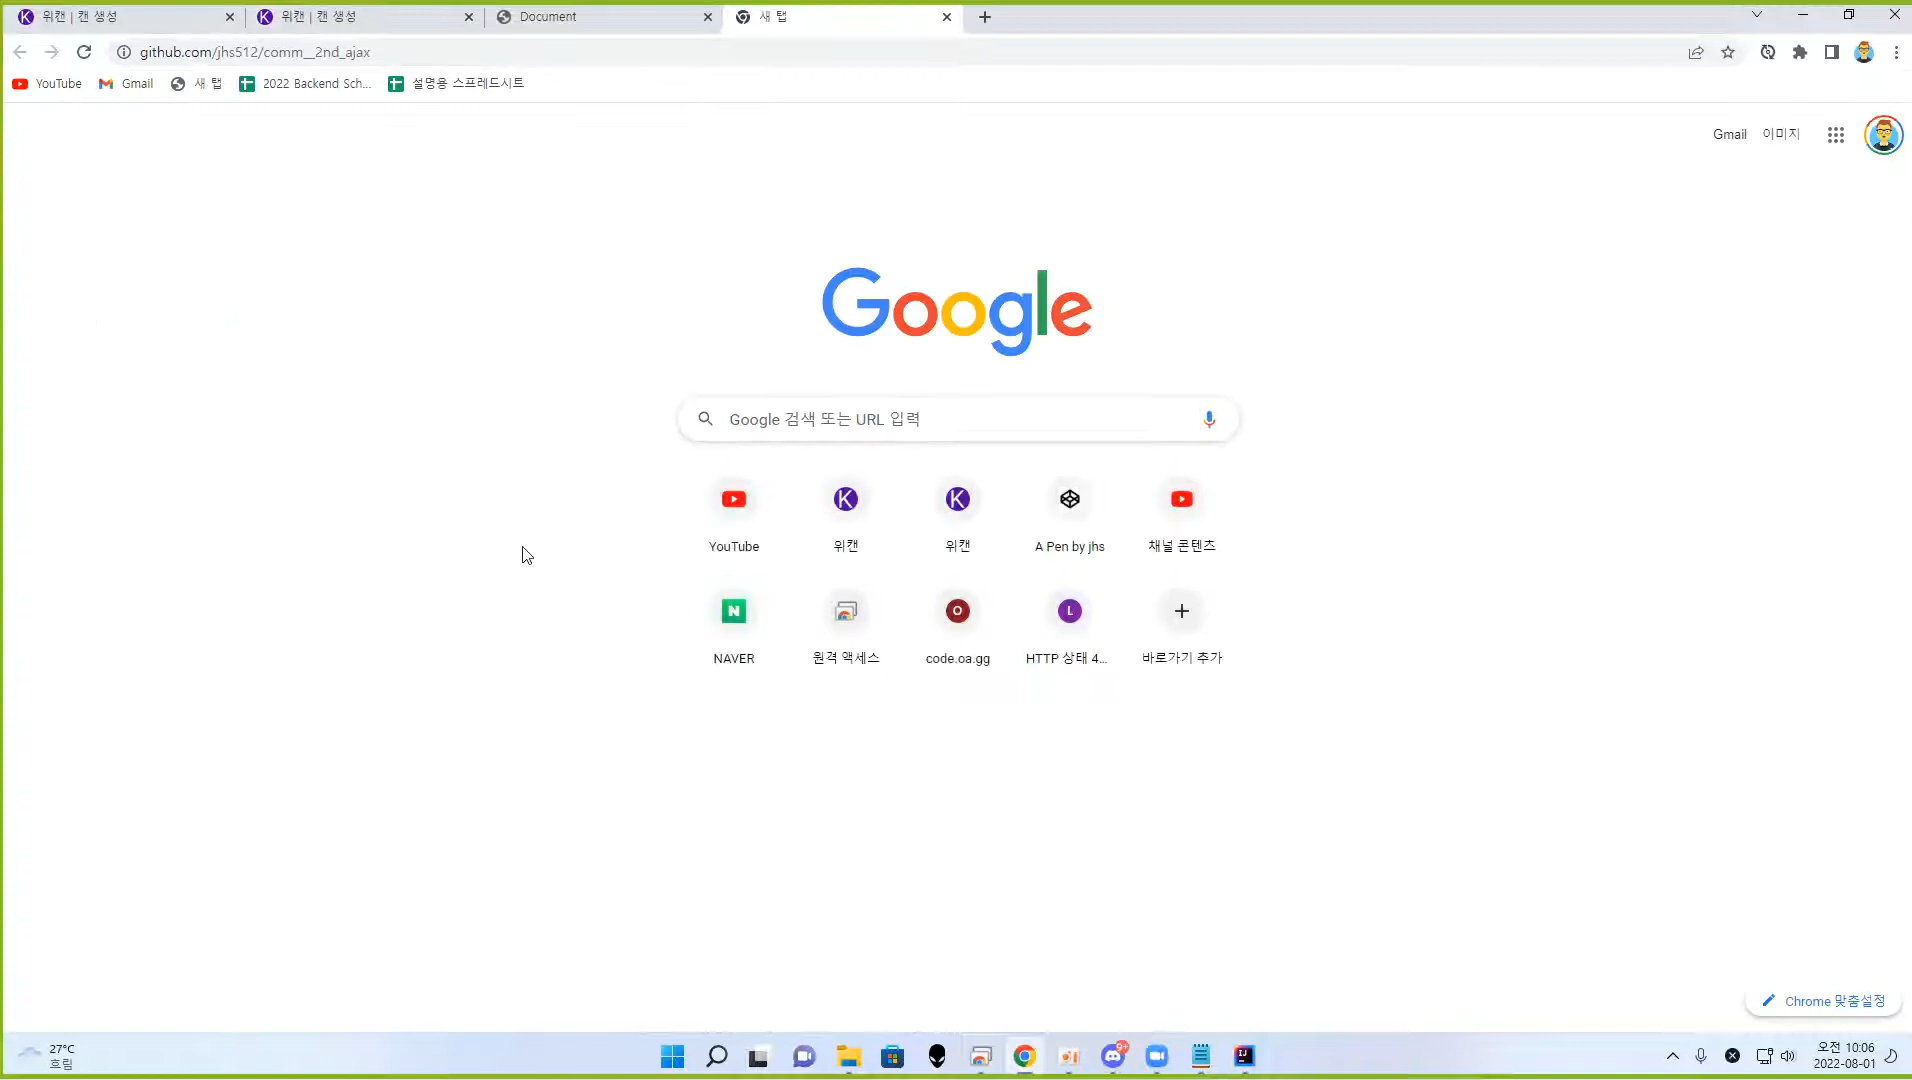 위캔 | 캔 생성
위캔 | 캔 생성
Document
새 탭
github.com/jhs512/comm__2nd_ajax
YouTube
Gmail
새 탭
2022 Backend Sch...
설명용 스프레드시트
Gmail
이미지
Google
Google 검색 또는 URL 입력
YouTube
위캔
위캔
A Pen by jhs
채널 콘텐츠
NAVER
원격 액세스
code.oa.gg
HTTP 상태 4...
바로가기 추가
Chrome 맞춤설정
27°C
흐림
9+
오전 10:06
2022-08-01